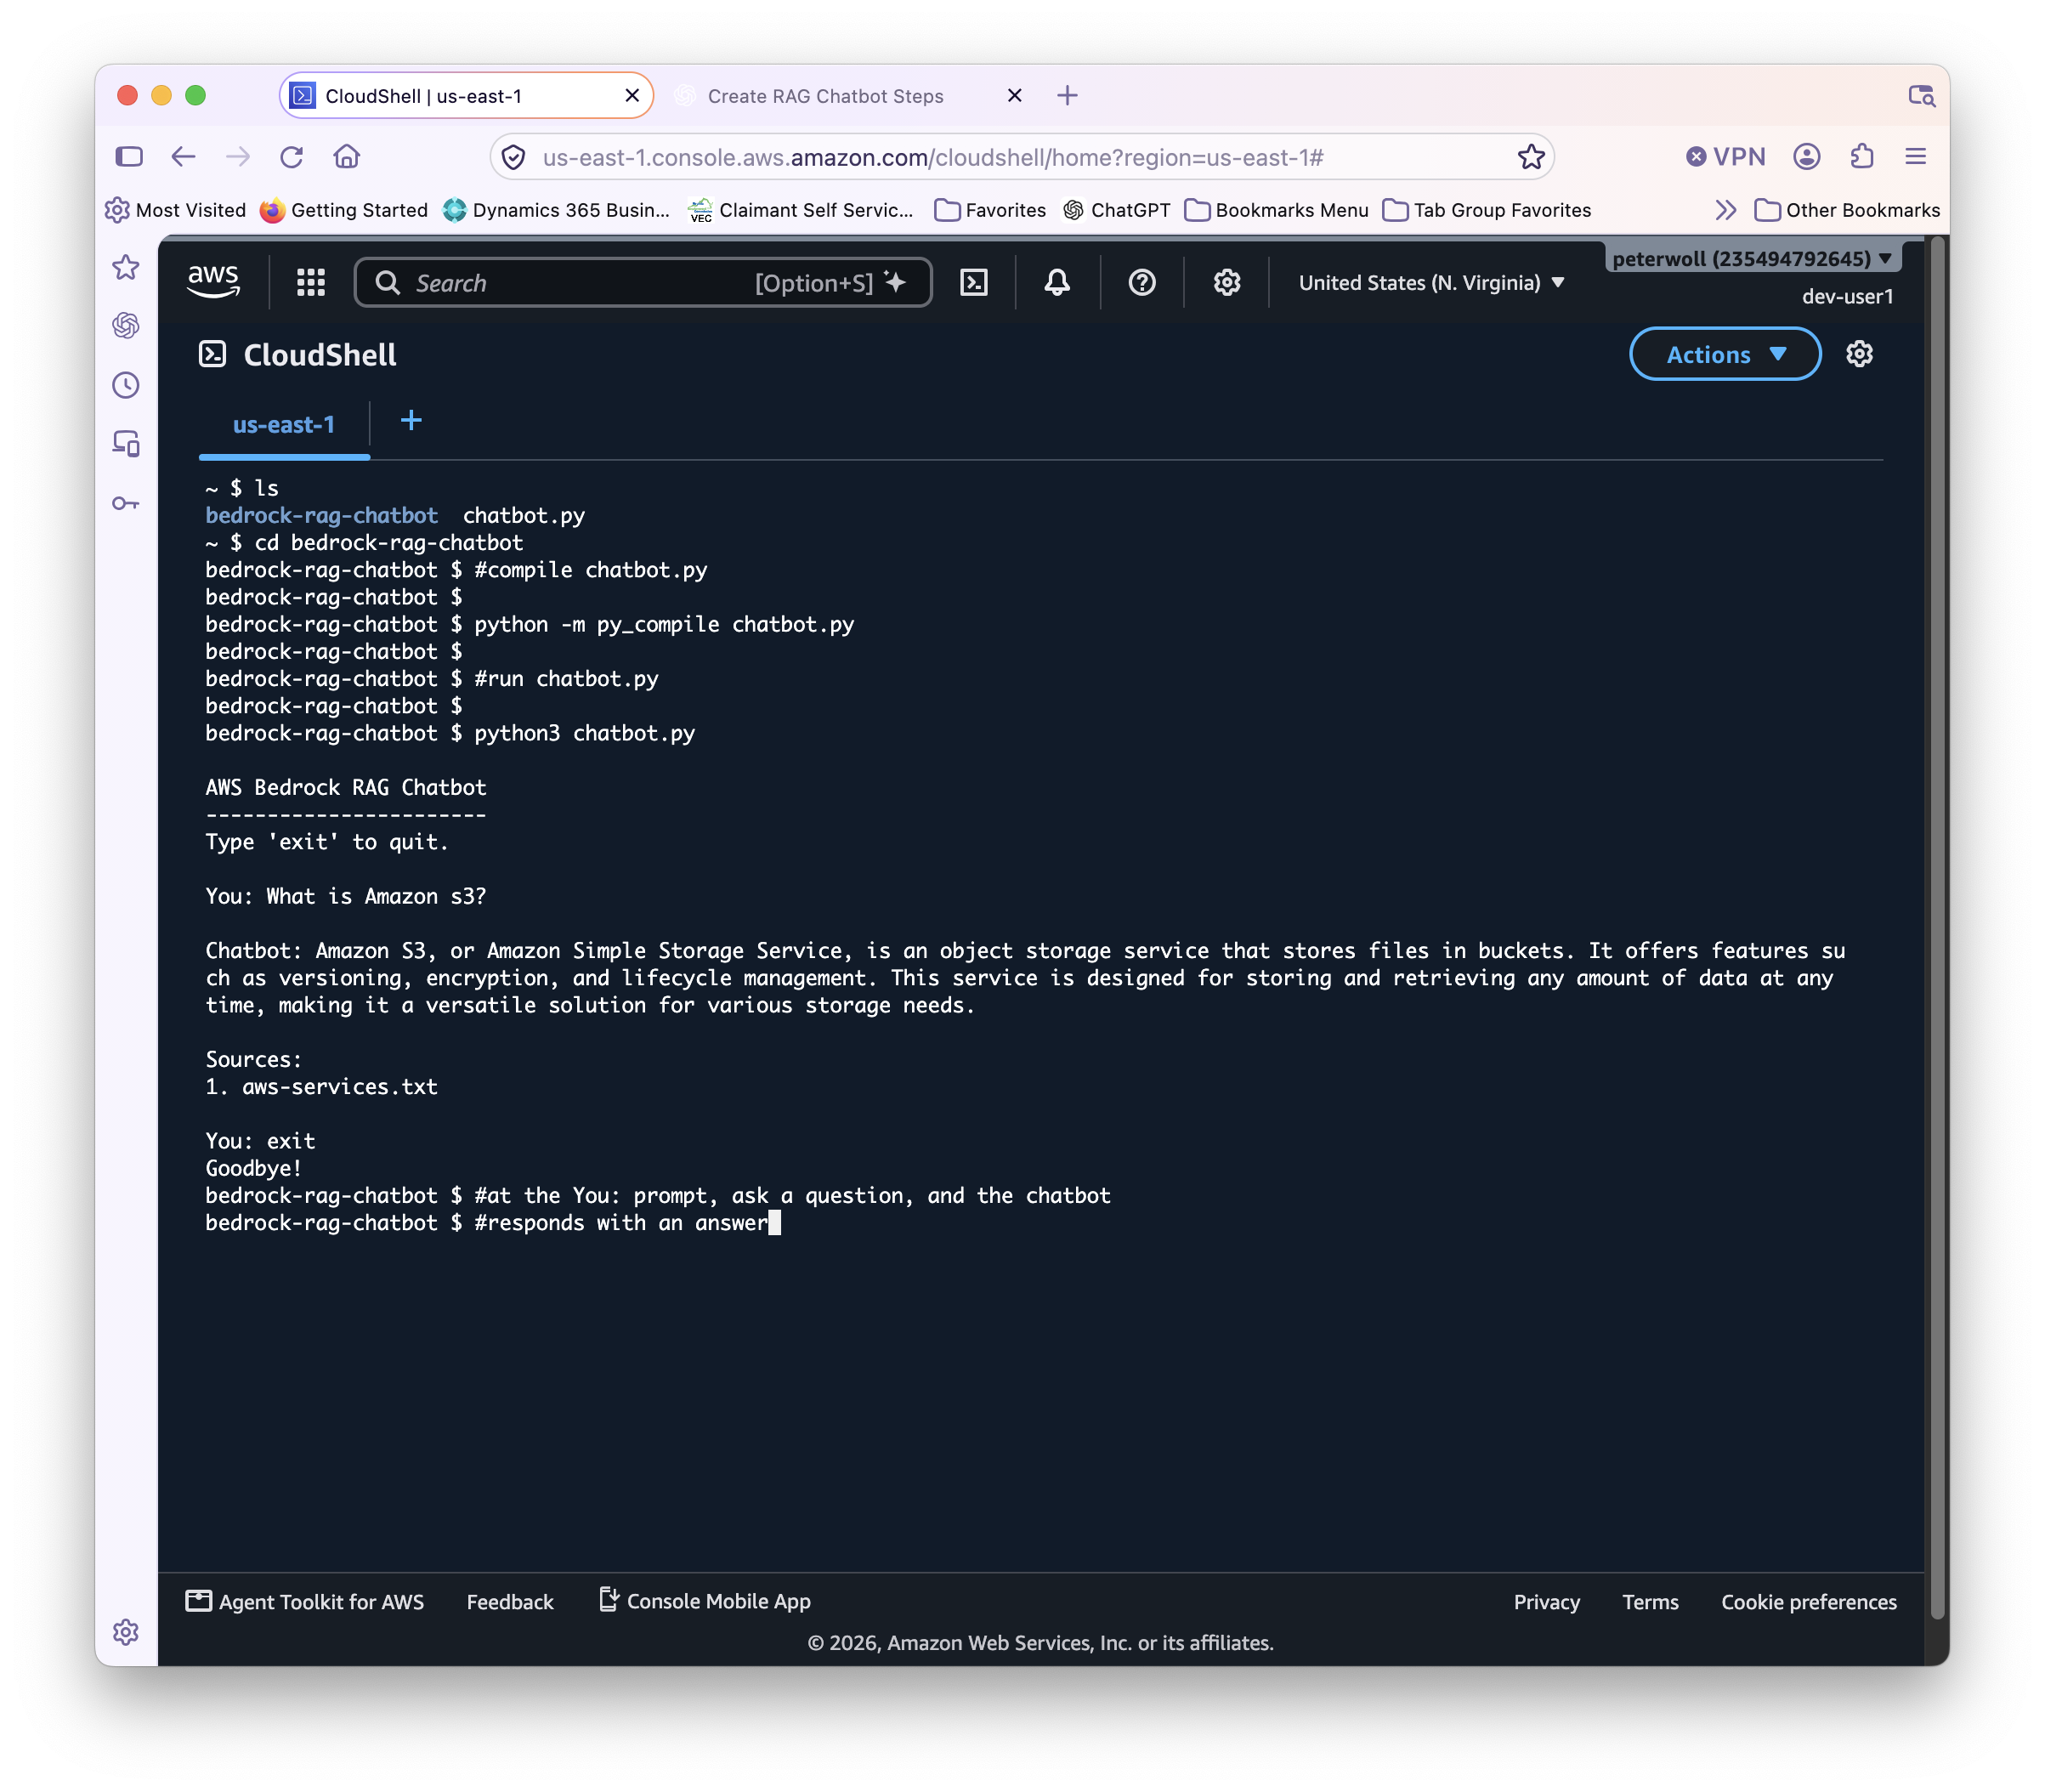 CloudShell | us-east-1
Create RAG Chatbot Steps
us-east-1.console.aws.amazon.com/cloudshell/home?region=us-east-1#
VPN
Most Visited
Getting Started
Dynamics 365 Busin...
VEC
Claimant Self Servic...
Favorites
ChatGPT
Bookmarks Menu
Tab Group Favorites
Other Bookmarks
aws
Search
[Option+S]
United States (N. Virginia)
peterwoll (235494792645)
dev-user1
CloudShell
Actions
us-east-1
~ $ ls
bedrock-rag-chatbot  chatbot.py
~ $ cd bedrock-rag-chatbot
bedrock-rag-chatbot $ #compile chatbot.py
bedrock-rag-chatbot $
bedrock-rag-chatbot $ python -m py_compile chatbot.py
bedrock-rag-chatbot $
bedrock-rag-chatbot $ #run chatbot.py
bedrock-rag-chatbot $
bedrock-rag-chatbot $ python3 chatbot.py
AWS Bedrock RAG Chatbot
-----------------------
Type 'exit' to quit.
You: What is Amazon s3?
Chatbot: Amazon S3, or Amazon Simple Storage Service, is an object storage service that stores files in buckets. It offers features su
ch as versioning, encryption, and lifecycle management. This service is designed for storing and retrieving any amount of data at any
time, making it a versatile solution for various storage needs.
Sources:
1. aws-services.txt
You: exit
Goodbye!
bedrock-rag-chatbot $ #at the You: prompt, ask a question, and the chatbot
bedrock-rag-chatbot $ #responds with an answer
Agent Toolkit for AWS
Feedback
Console Mobile App
Privacy
Terms
Cookie preferences
© 2026, Amazon Web Services, Inc. or its affiliates.